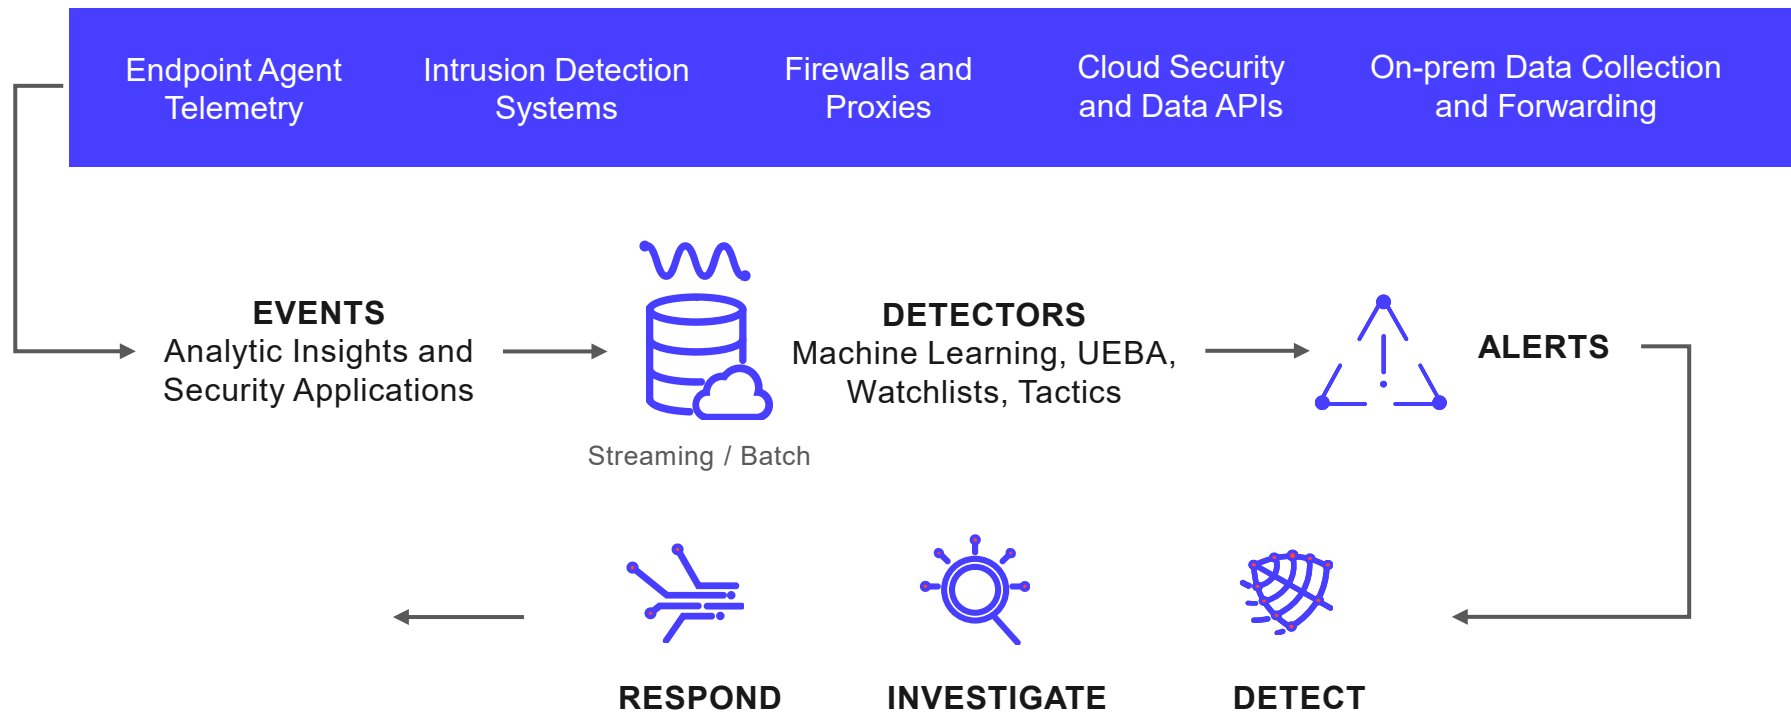 Endpoint Agent
Telemetry
Intrusion Detection
Systems
Firewalls and
Proxies
Cloud Security
and Data APIs
On-prem Data Collection
and Forwarding
EVENTS
Analytic Insights and
Security Applications
Streaming / Batch
DETECTORS
Machine Learning, UEBA,
Watchlists, Tactics
ALERTS
RESPOND
INVESTIGATE
DETECT